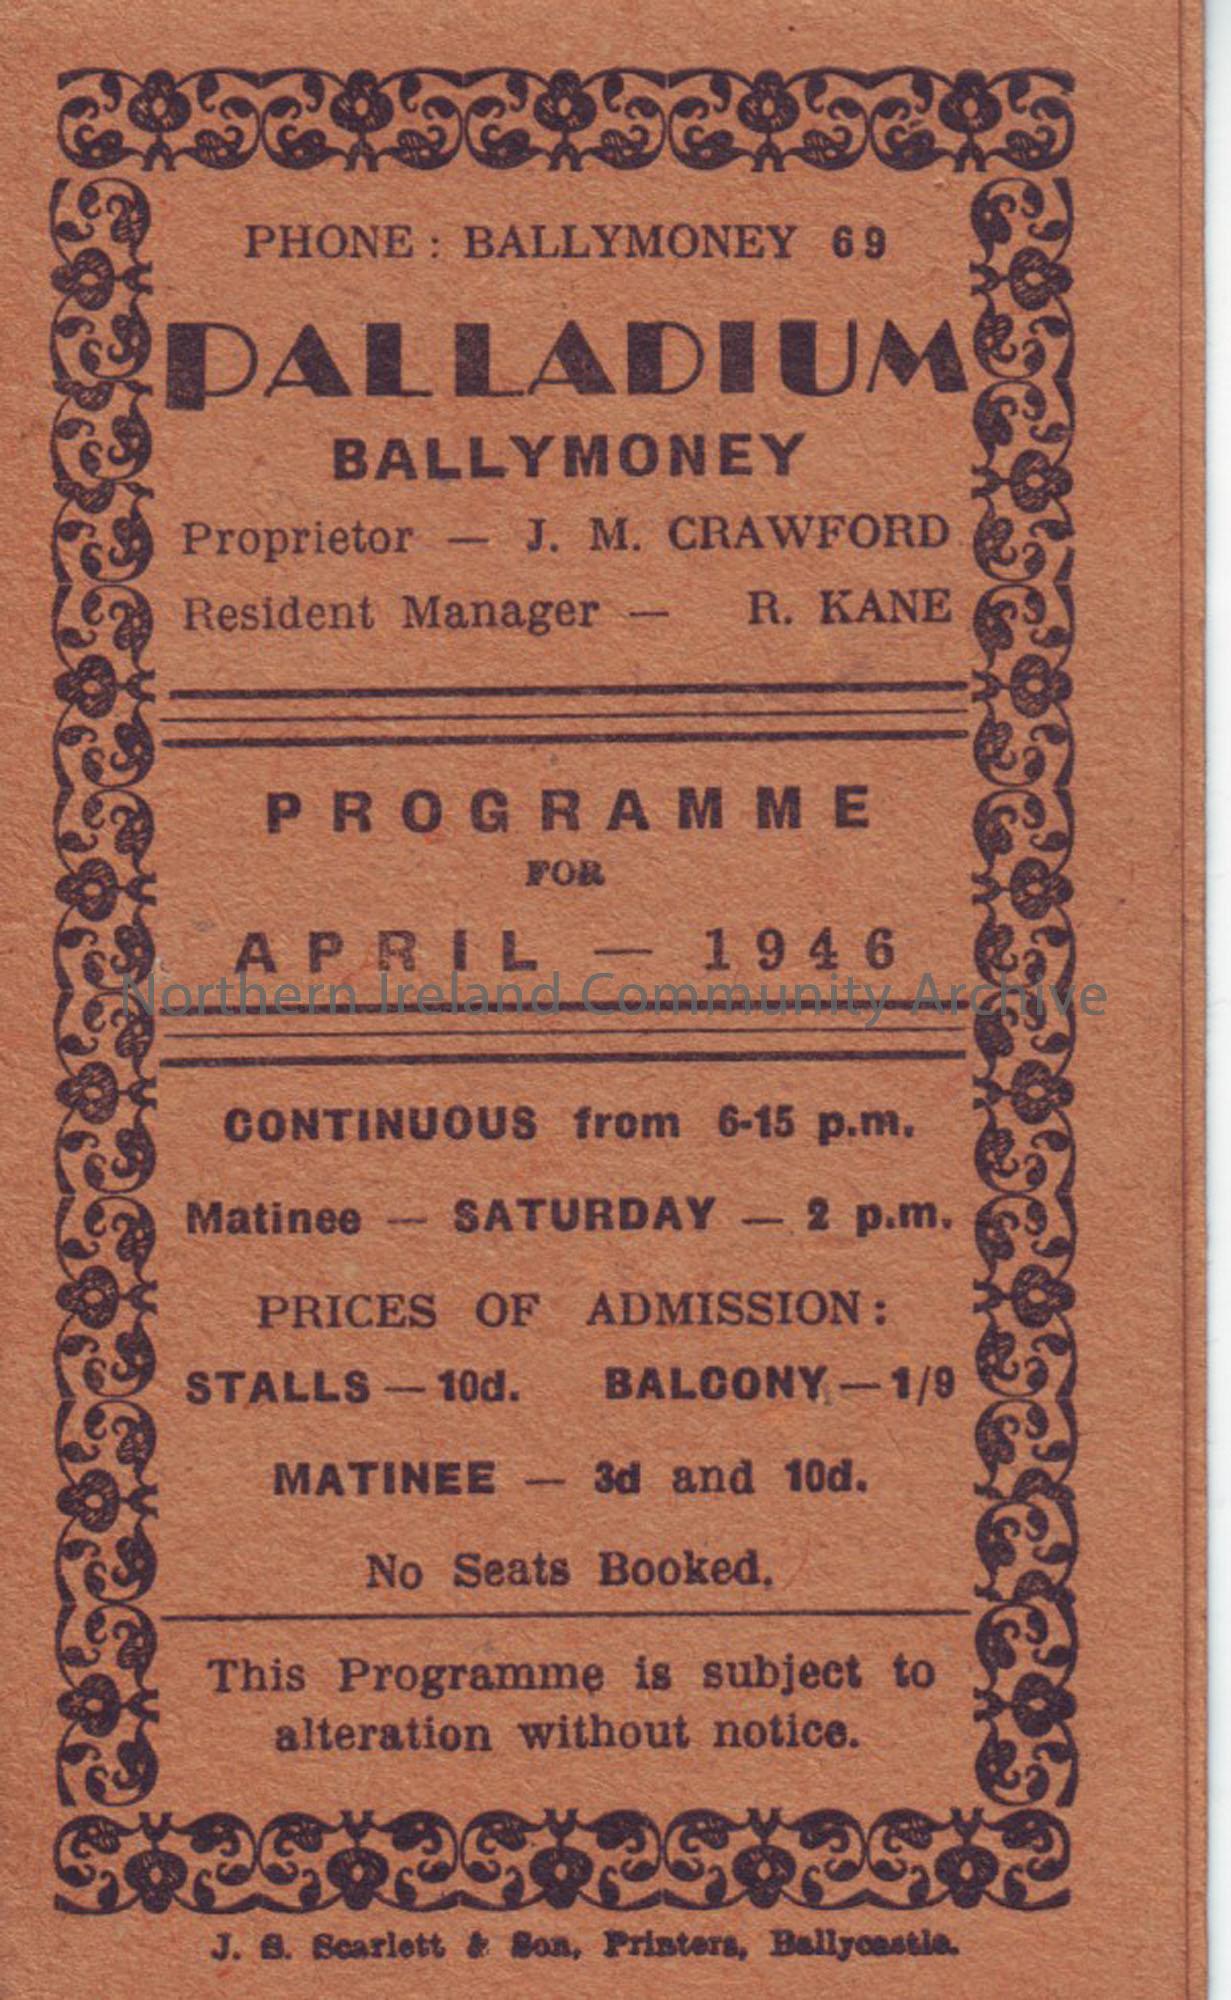 PHONE : BALLYMONEY 69
PALLADIUM
BALLYMONEY
Proprietor — J. M. CRAWFORD
Resident Manager — R. KANE
PROGRAMME
FOR
APRIL — 1946
Northern Ireland Community Archive
CONTINUOUS from 6-15 p.m.
Matinee — SATURDAY — 2 p.m.
PRICES OF ADMISSION :
STALLS — 10d. BALCONY — 1/9
MATINEE — 3d and 10d.
No Seats Booked.
This Programme is subject to
alteration without notice.
J. S. Scarlett & Son, Printers, Ballycastle.